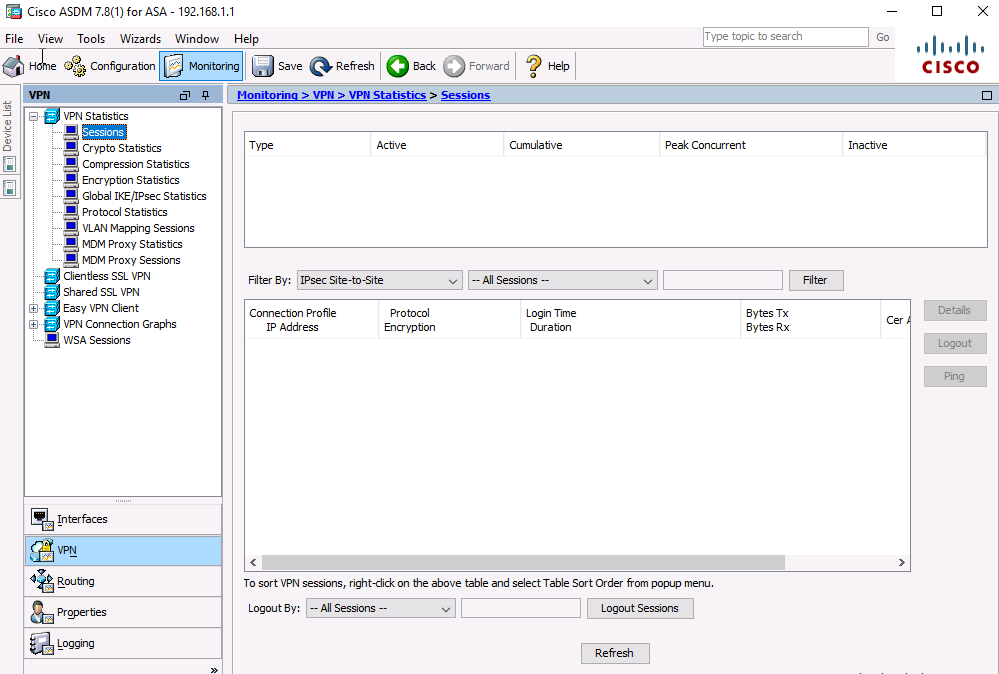 Cisco ASDM 7.8(1) for ASA - 192.168.1.1
File View Tools Wizards Window Help
Type topic to search Go
CISCO
Home Configuration Monitoring Save Refresh Back Forward Help
Device List
VPN
VPN Statistics
Sessions
Crypto Statistics
Compression Statistics
Encryption Statistics
Global IKE/IPsec Statistics
Protocol Statistics
VLAN Mapping Sessions
MDM Proxy Statistics
MDM Proxy Sessions
Clientless SSL VPN
Shared SSL VPN
Easy VPN Client
VPN Connection Graphs
WSA Sessions
Interfaces
VPN
Routing
Properties
Logging
»
Monitoring > VPN > VPN Statistics > Sessions
Type Active Cumulative Peak Concurrent Inactive
Filter By: IPsec Site-to-Site -- All Sessions -- Filter
Connection Profile Protocol Login Time Bytes Tx
IP Address Encryption Duration Bytes Rx
Cer A
Details
Logout
Ping
To sort VPN sessions, right-click on the above table and select Table Sort Order from popup menu.
Logout By: -- All Sessions -- Logout Sessions
Refresh